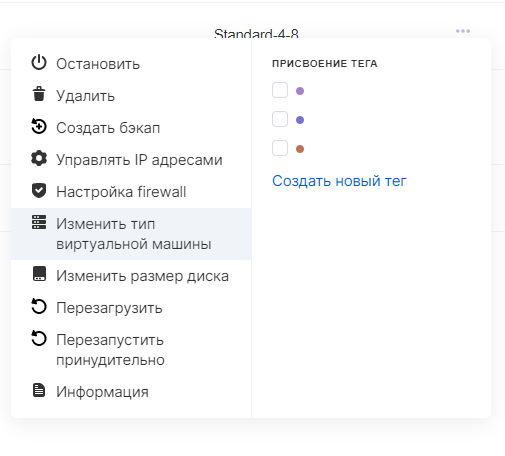 Standard-4-8
Остановить
Удалить
Создать бэкап
Управлять IP адресами
Настройка firewall
Изменить тип
виртуальной машины
Изменить размер диска
Перезагрузить
Перезапустить
принудительно
Информация
ПРИСВОЕНИЕ ТЕГА
Создать новый тег